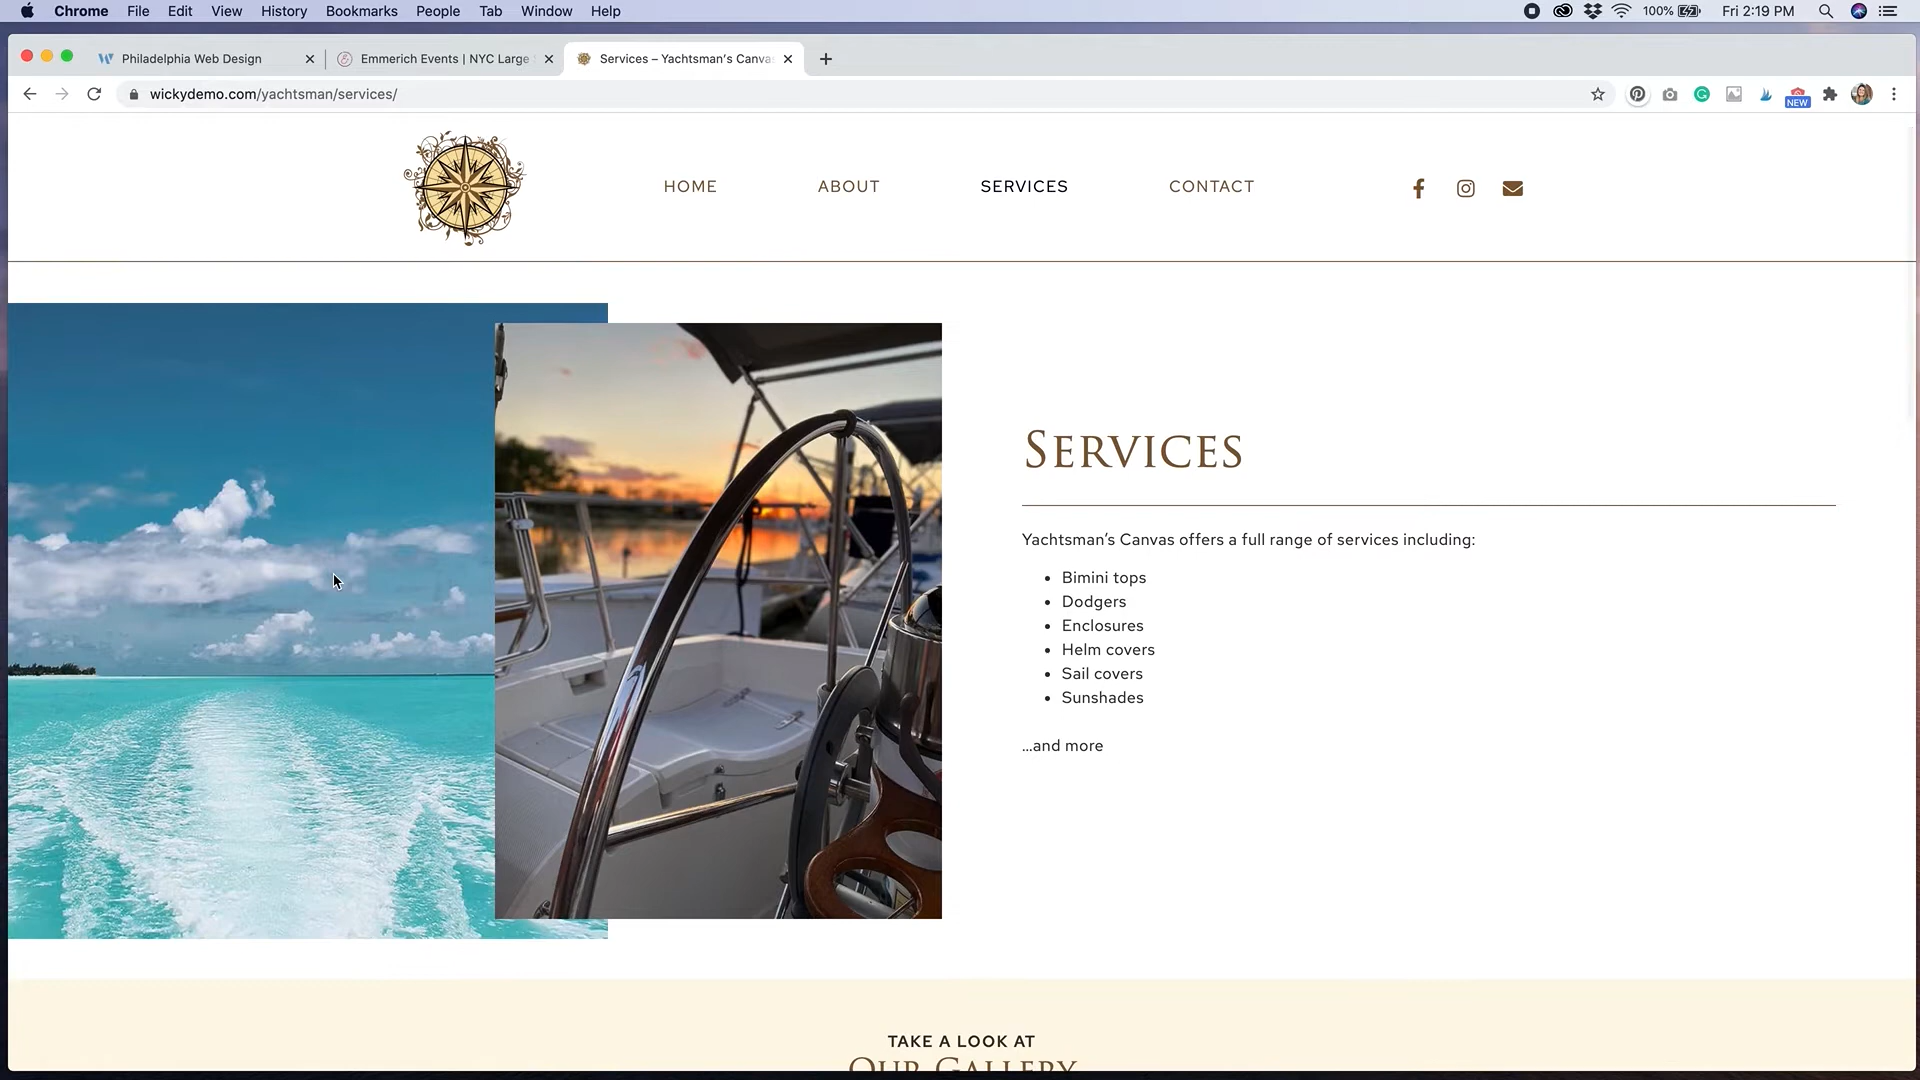 Chrome File Edit View History Bookmarks People Tab Window Help 100% Fri 2:19 PM
Philadelphia Web Design
Emmerich Events | NYC Large
Services – Yachtsman's Canva
wickydemo.com/yachtsman/services/
NEW
HOME ABOUT SERVICES CONTACT
SERVICES
Yachtsman's Canvas offers a full range of services including:
• Bimini tops
• Dodgers
• Enclosures
• Helm covers
• Sail covers
• Sunshades
...and more
TAKE A LOOK AT
OUR GALLERY